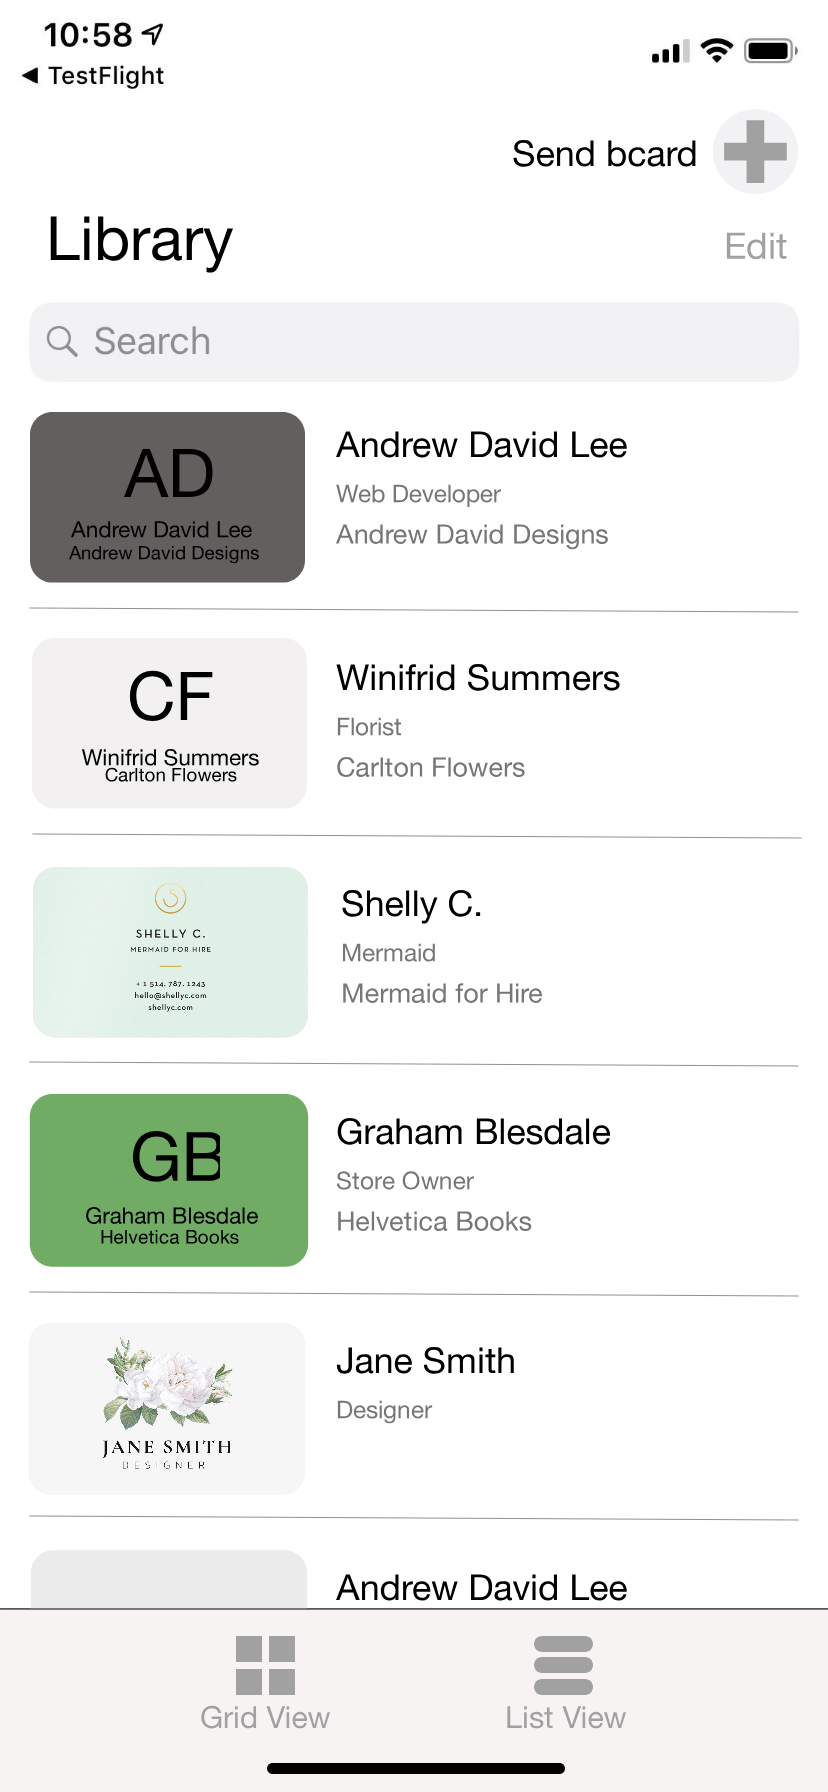 10:58
TestFlight
Send bcard
Library
Edit
Search
AD
Andrew David Lee
Andrew David Designs
Andrew David Lee
Web Developer
Andrew David Designs
CF
Winifrid Summers
Carlton Flowers
Winifrid Summers
Florist
Carlton Flowers
S
SHELLY C.
MERMAID FOR HIRE
+ 1 514. 787. 1243
hello@shellyc.com
shellyc.com
Shelly C.
Mermaid
Mermaid for Hire
GB
Graham Blesdale
Helvetica Books
Graham Blesdale
Store Owner
Helvetica Books
JANE SMITH
DESIGNER
Jane Smith
Designer
Andrew David Lee
Grid View
List View